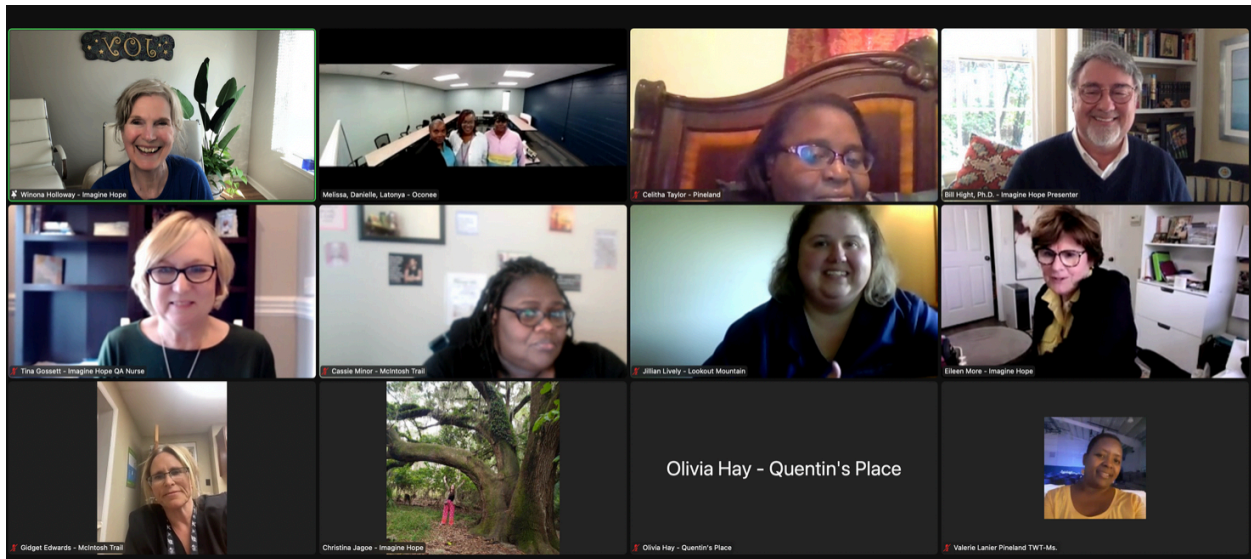 YOU
Winona Holloway - Imagine Hope
Melissa, Danielle, Latonya - Oconee
Celitha Taylor - Pineland
Bill Hight, Ph.D. - Imagine Hope Presenter
Tina Gossett - Imagine Hope QA Nurse
Cassie Minor - McIntosh Trail
Jillian Lively - Lookout Mountain
Eileen More - Imagine Hope
Gidget Edwards - McIntosh Trail
Christina Jagoe - Imagine Hope
Olivia Hay - Quentin's Place
Olivia Hay - Quentin's Place
Valerie Lanier Pineland TWT-Ms.